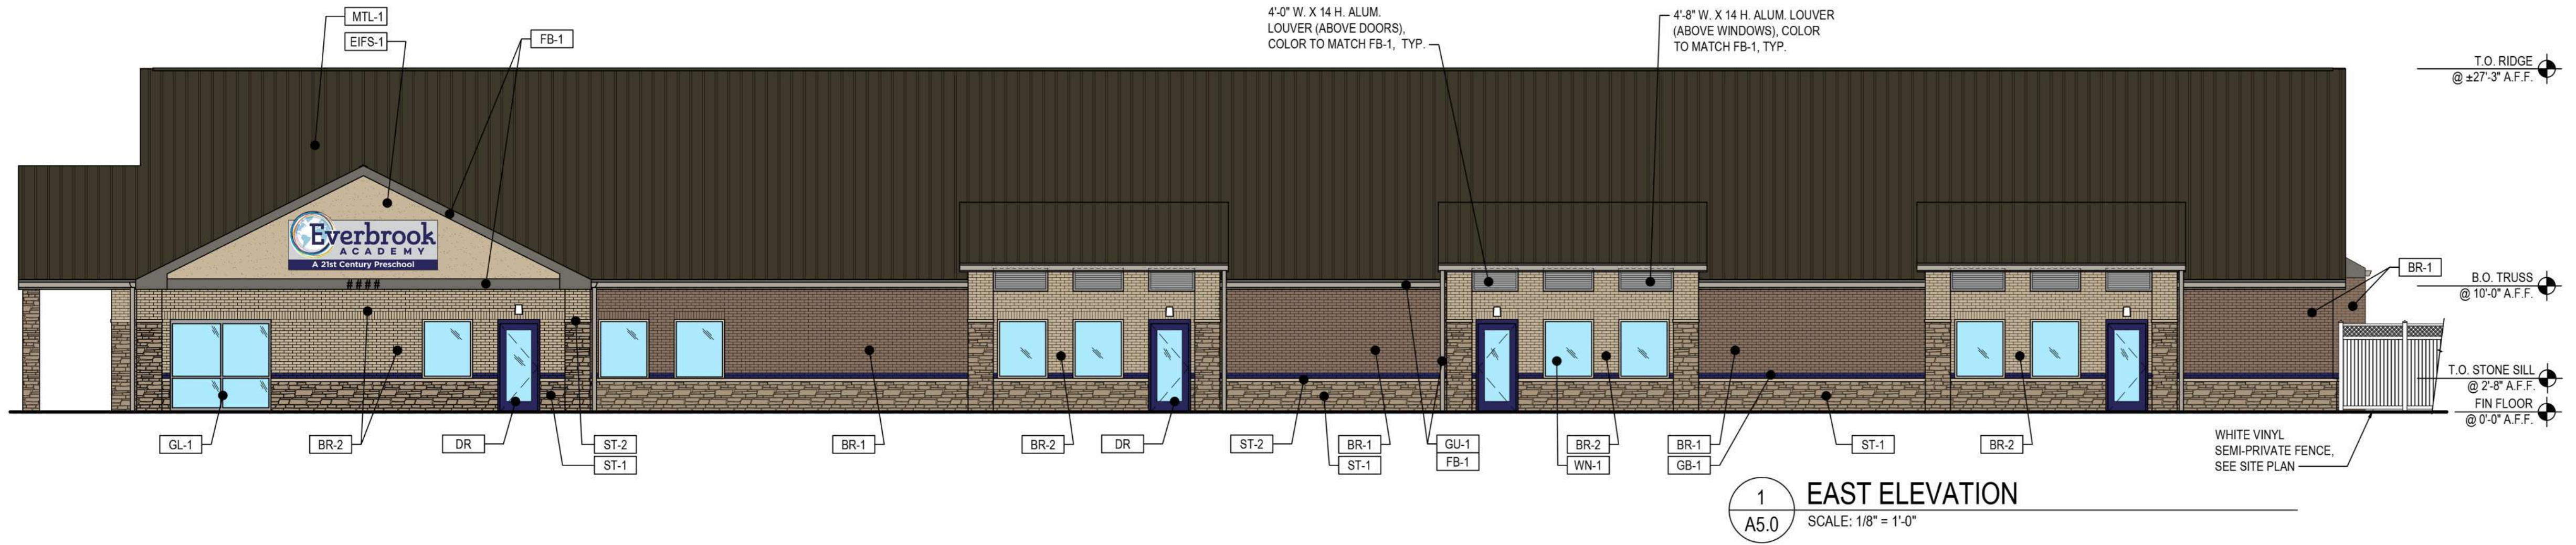 MTL-1
EIFS-1
FB-1
4'-0" W. X 14 H. ALUM.
LOUVER (ABOVE DOORS),
COLOR TO MATCH FB-1, TYP.
4'-8" W. X 14 H. ALUM. LOUVER
(ABOVE WINDOWS), COLOR
TO MATCH FB-1, TYP.
T.O. RIDGE
@ ±27'-3" A.F.F.
Everbrook
ACADEMY
A 21st Century Preschool
####
BR-1
B.O. TRUSS
@ 10'-0" A.F.F.
T.O. STONE SILL
@ 2'-8" A.F.F.
FIN FLOOR
@ 0'-0" A.F.F.
GL-1
BR-2
DR
ST-2
ST-1
BR-1
BR-2
DR
ST-2
BR-1
ST-1
GU-1
FB-1
BR-2
WN-1
BR-1
GB-1
ST-1
BR-2
WHITE VINYL
SEMI-PRIVATE FENCE,
SEE SITE PLAN
1
A5.0
EAST ELEVATION
SCALE: 1/8" = 1'-0"